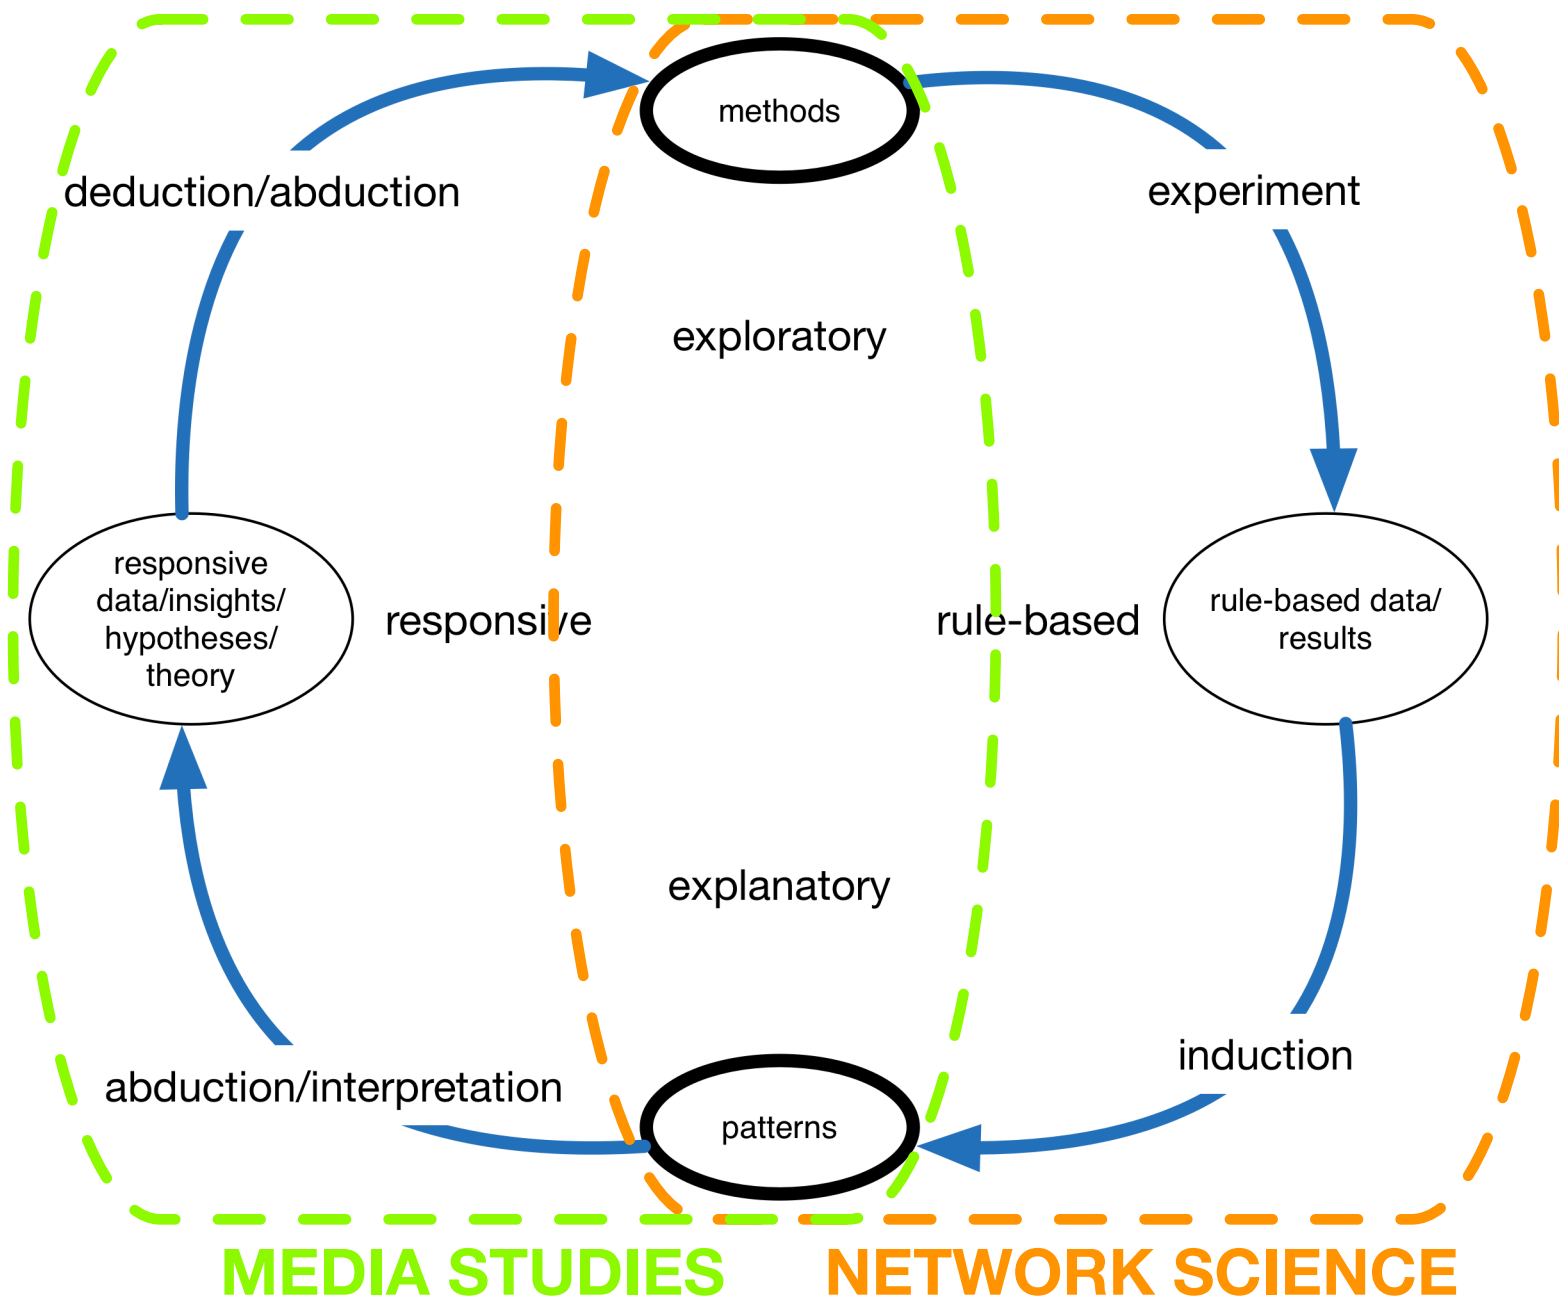 methods
deduction/abduction
experiment
exploratory
responsive
data/insights/
hypotheses/
theory
responsive
rule-based
rule-based data/
results
explanatory
induction
abduction/interpretation
patterns
MEDIA STUDIES
NETWORK SCIENCE